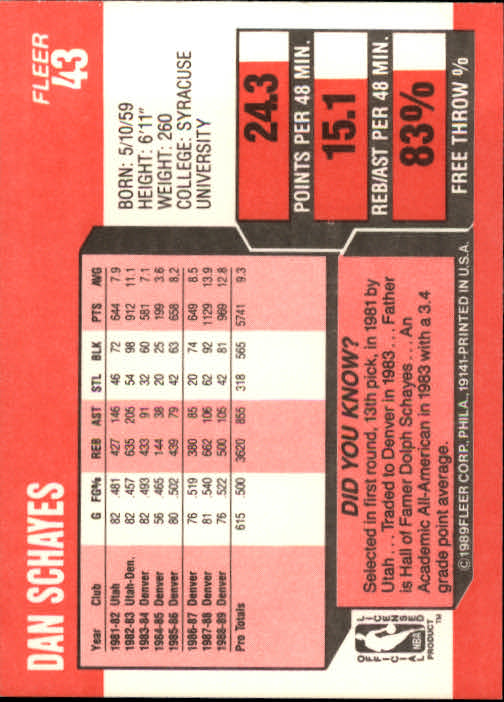 FLEER
43
DAN SCHAYES
BORN: 5/10/59
HEIGHT: 6'11"
WEIGHT: 260
COLLEGE: SYRACUSE
UNIVERSITY
Year Club G FG% REB AST STL BLK PTS AVG
1981-82 Utah 82 .481 427 146 46 72 644 7.9
1982-83 Utah-Den. 82 .457 635 205 54 98 912 11.1
1983-84 Denver 82 .493 433 91 32 60 581 7.1
1984-85 Denver 56 .465 144 38 20 25 199 3.6
1985-86 Denver 80 .502 439 79 42 63 658 8.2
1986-87 Denver 76 .519 380 85 20 74 649 8.5
1987-88 Denver 81 .540 662 106 62 92 1129 13.9
1988-89 Denver 76 .522 500 105 42 81 969 12.8
Pro Totals 615 .500 3620 855 318 565 5741 9.3
24.3
POINTS PER 48 MIN.
15.1
REB/AST PER 48 MIN.
83%
FREE THROW %
DID YOU KNOW?
Selected in first round, 13th pick, in 1981 by
Utah . . . Traded to Denver in 1983 . . . Father
is Hall of Famer Dolph Schayes . . . An
Academic All-American in 1983 with a 3.4
grade point average.
OFFICIAL LICENSED
NBA
PRODUCT™
©1989FLEER CORP., PHILA., 19141-PRINTED IN U.S.A.